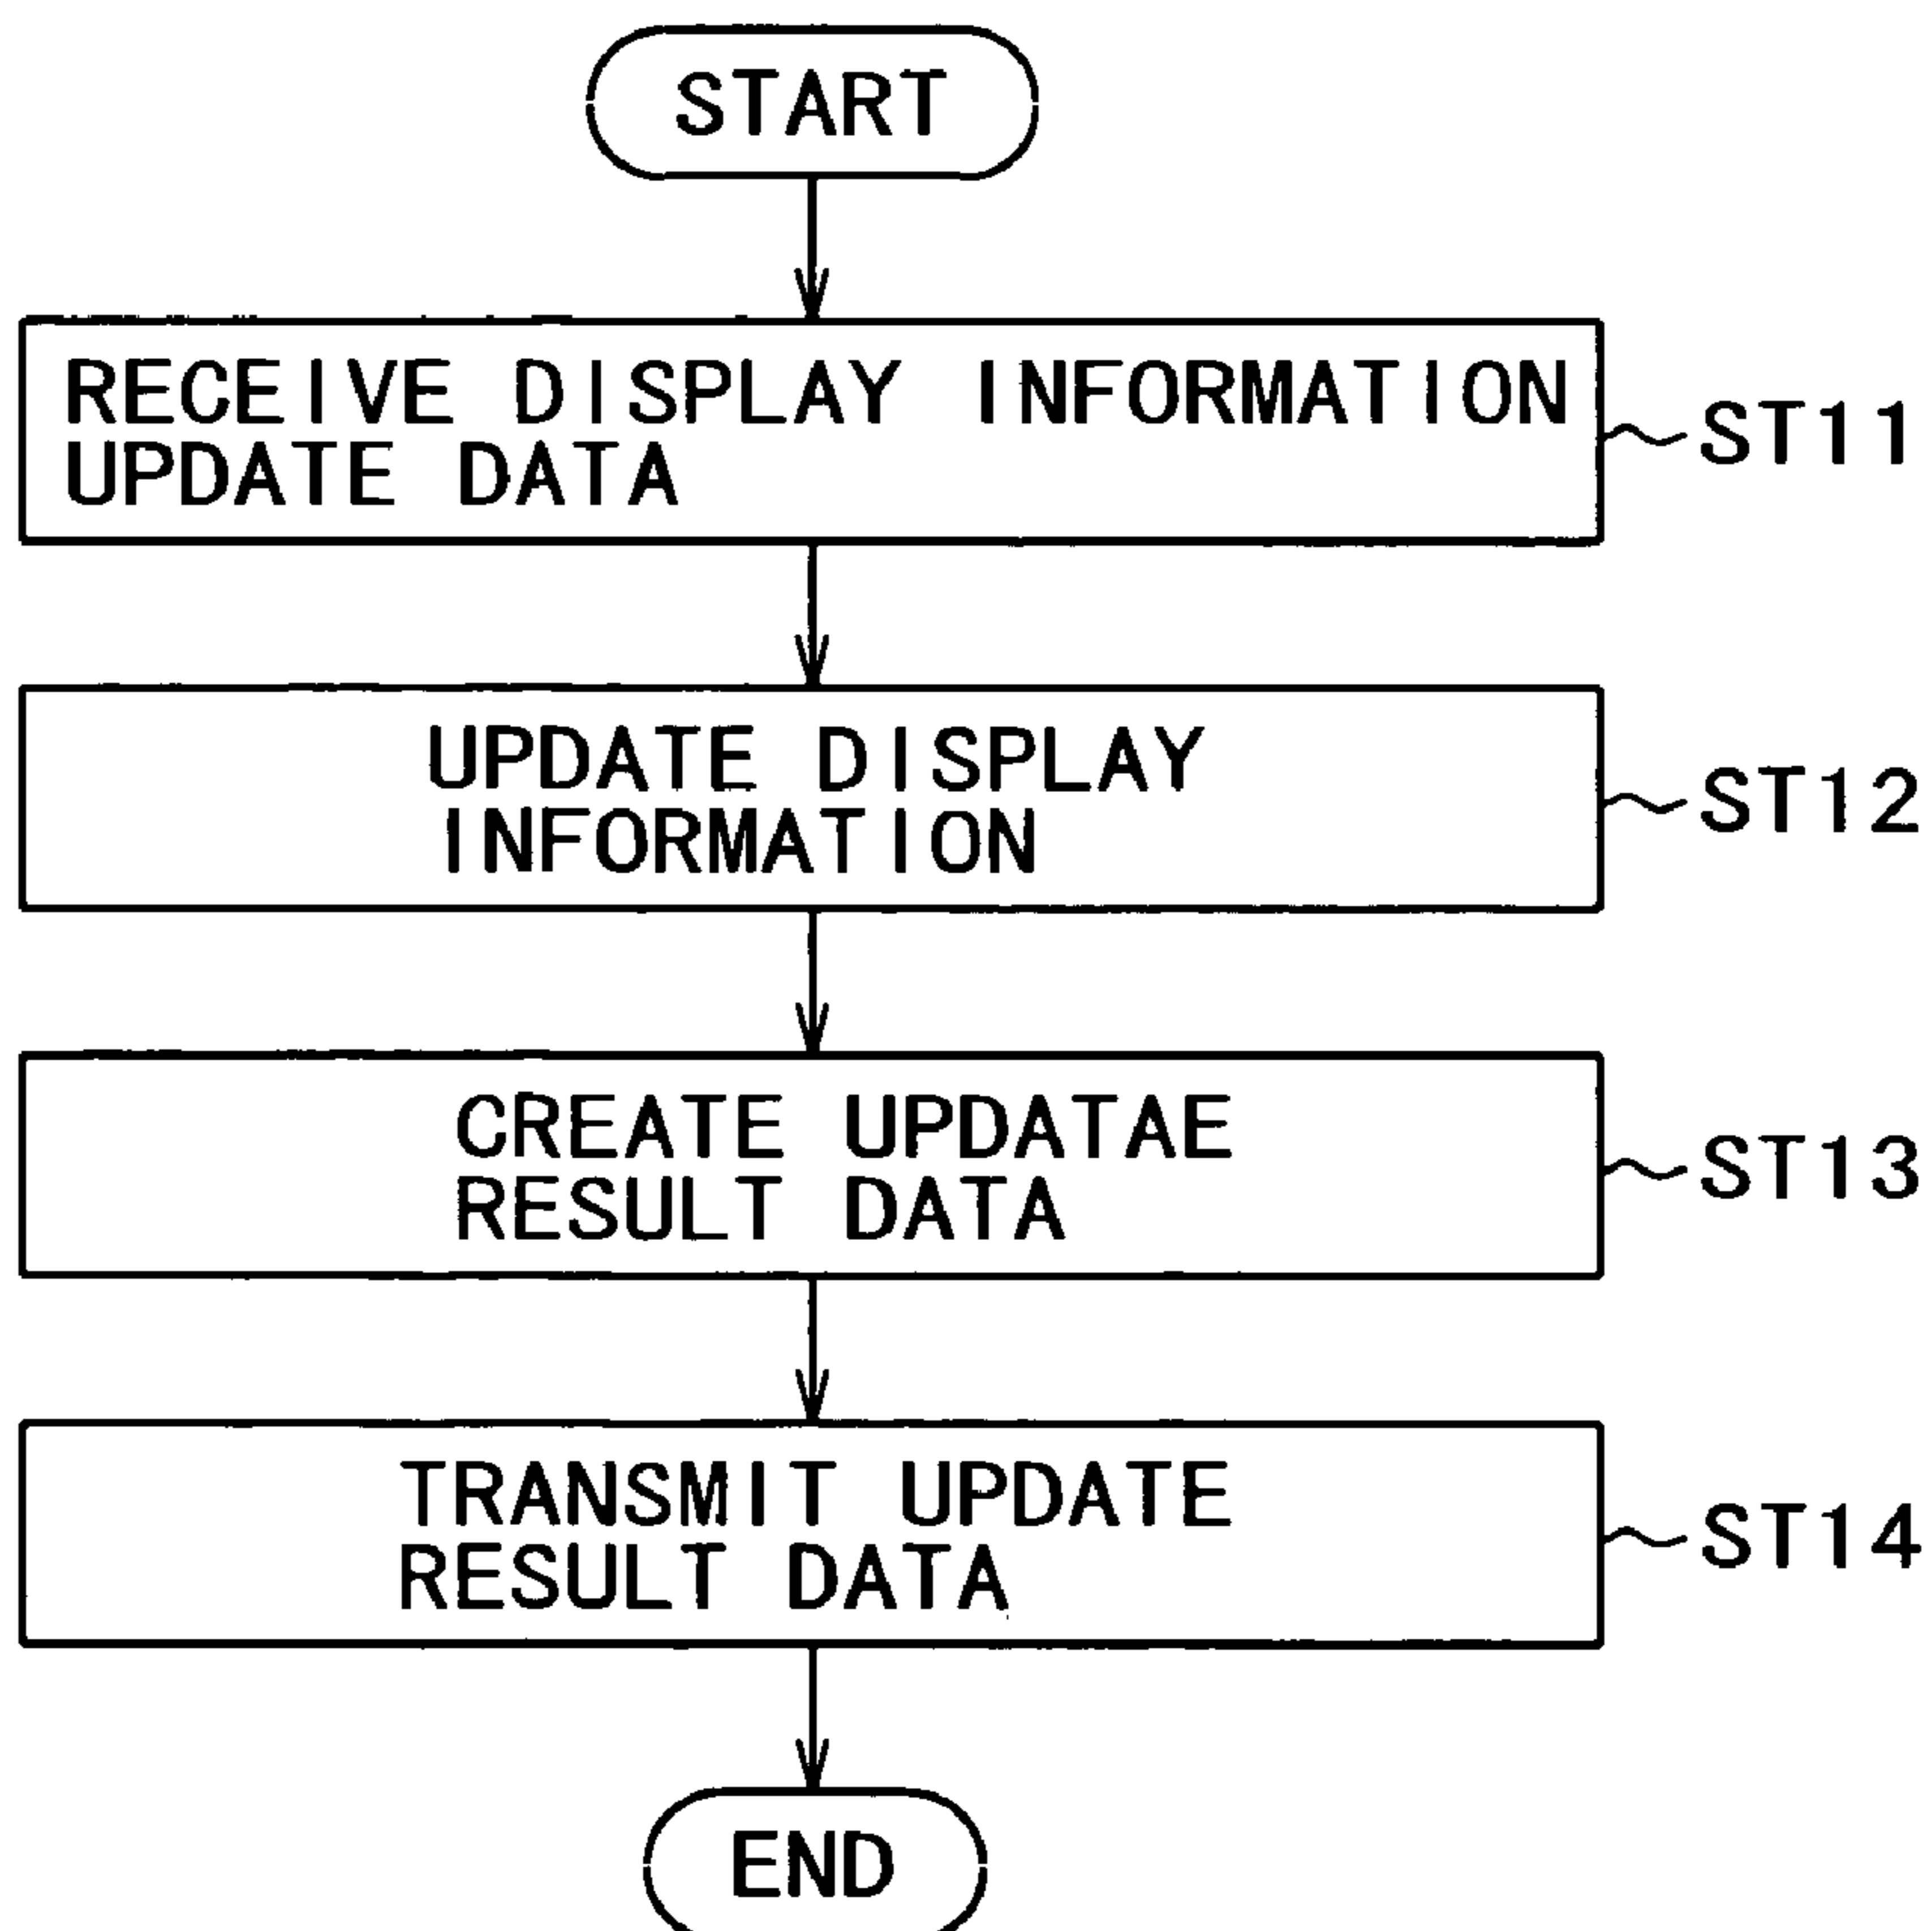 START
RECEIVE DISPLAY INFORMATION
UPDATE DATA
ST11
UPDATE DISPLAY
INFORMATION
ST12
CREATE UPDATAE
RESULT DATA
ST13
TRANSMIT UPDATE
RESULT DATA
ST14
END